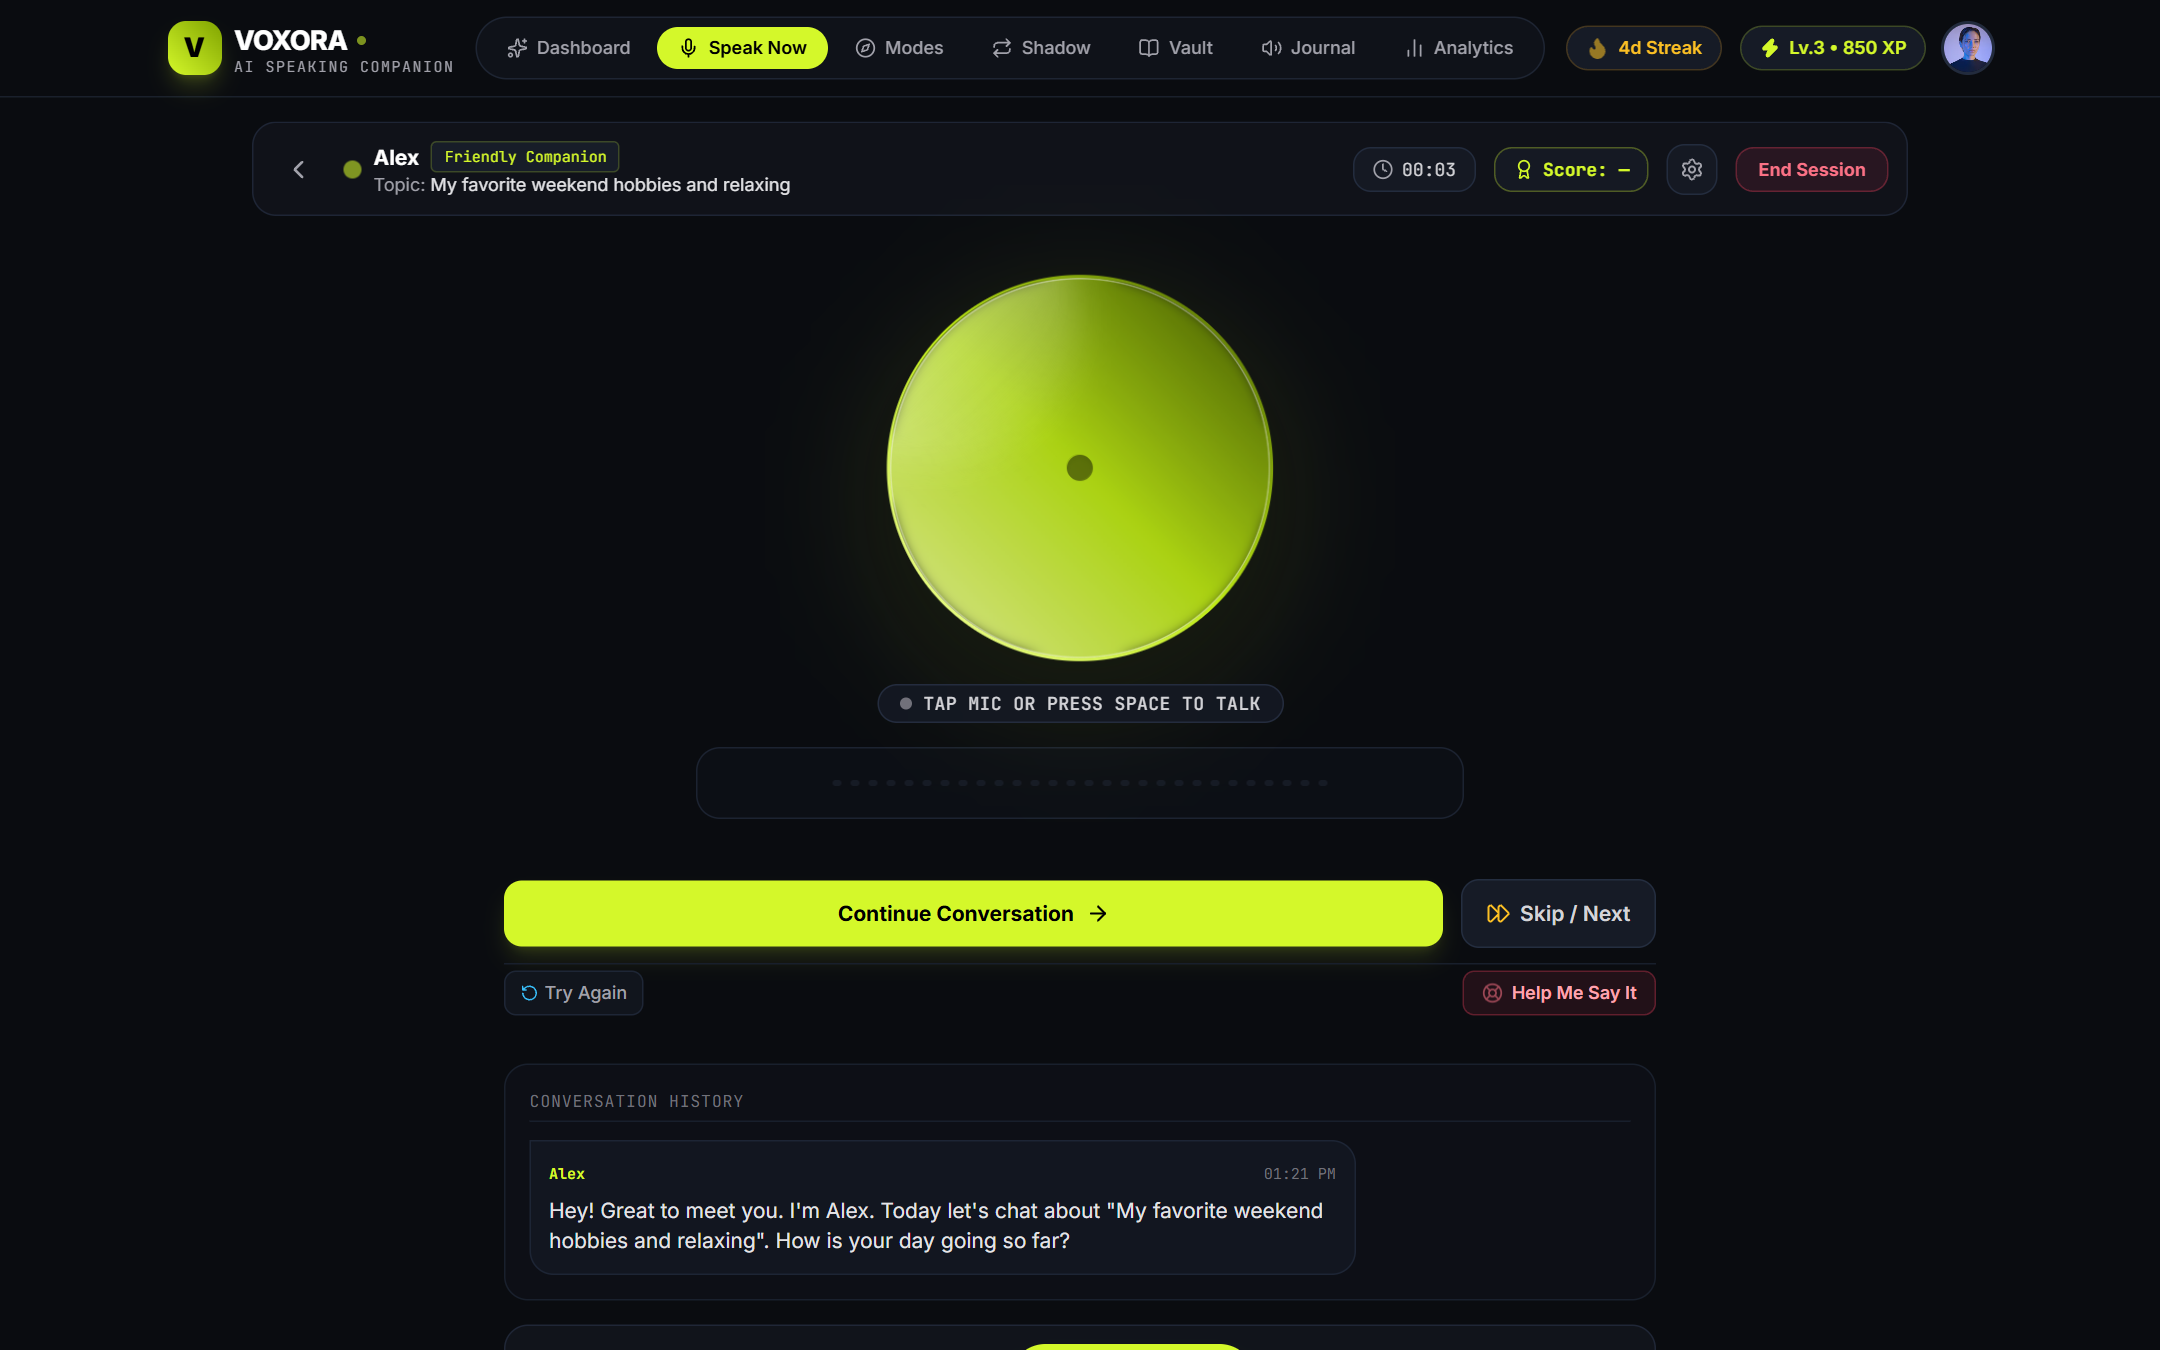 V VOXORA
AI SPEAKING COMPANION
Dashboard
Speak Now
Modes
Shadow
Vault
Journal
Analytics
4d Streak
Lv.3 • 850 XP
Alex Friendly Companion
Topic: My favorite weekend hobbies and relaxing
00:03
Score: –
End Session
TAP MIC OR PRESS SPACE TO TALK
Continue Conversation →
Skip / Next
Try Again
Help Me Say It
CONVERSATION HISTORY
Alex 01:21 PM
Hey! Great to meet you. I'm Alex. Today let's chat about "My favorite weekend
hobbies and relaxing". How is your day going so far?